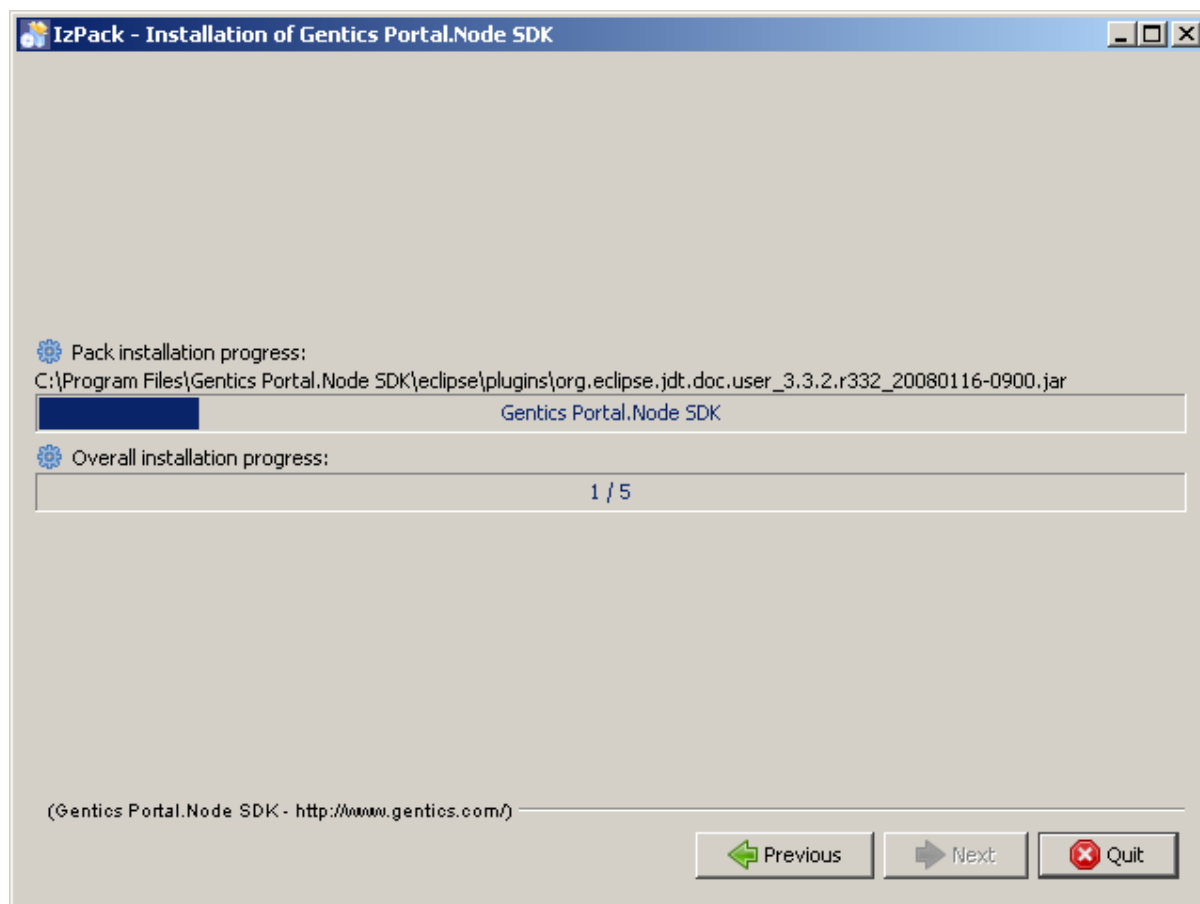 IzPack - Installation of Gentics Portal.Node SDK
Pack installation progress:
C:\Program Files\Gentics Portal.Node SDK\eclipse\plugins\org.eclipse.jdt.doc.user_3.3.2.r332_20080116-0900.jar
Gentics Portal.Node SDK
Overall installation progress:
1 / 5
(Gentics Portal.Node SDK - http://www.gentics.com/)
Previous Next Quit